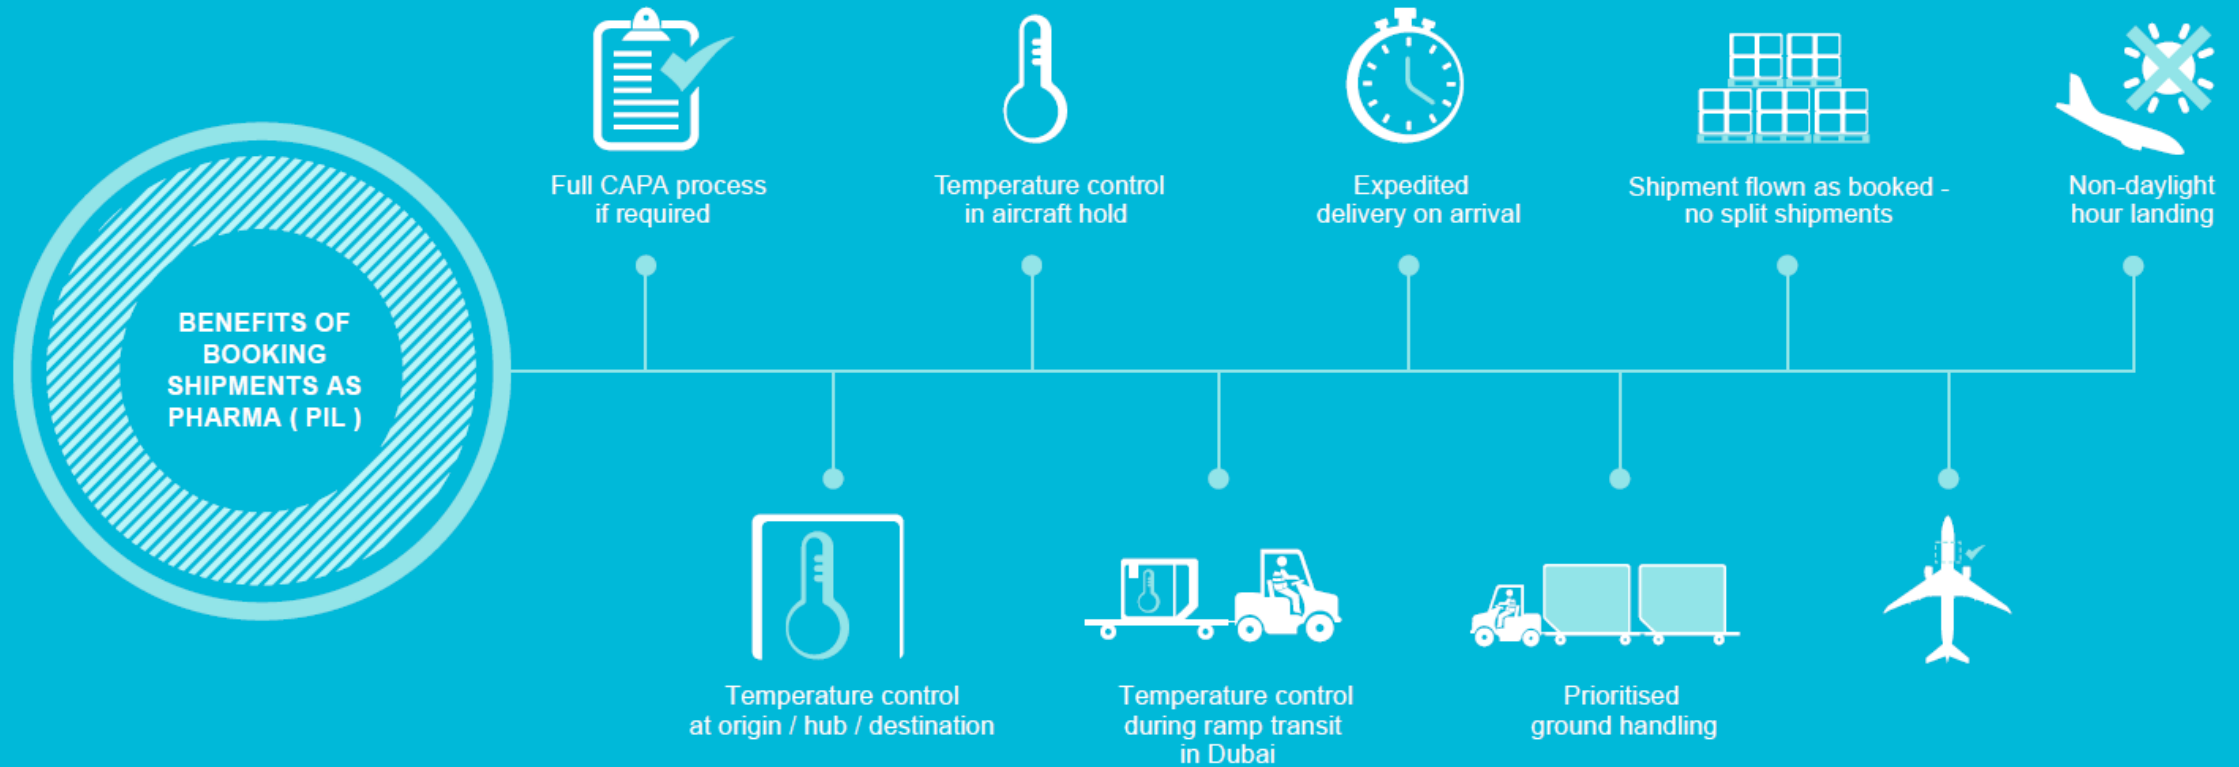 BENEFITS OF
BOOKING
SHIPMENTS AS
PHARMA ( PIL )
Full CAPA process
if required
Temperature control
in aircraft hold
Expedited
delivery on arrival
Shipment flown as booked -
no split shipments
Non-daylight
hour landing
Temperature control
at origin / hub / destination
Temperature control
during ramp transit
in Dubai
Prioritised
ground handling